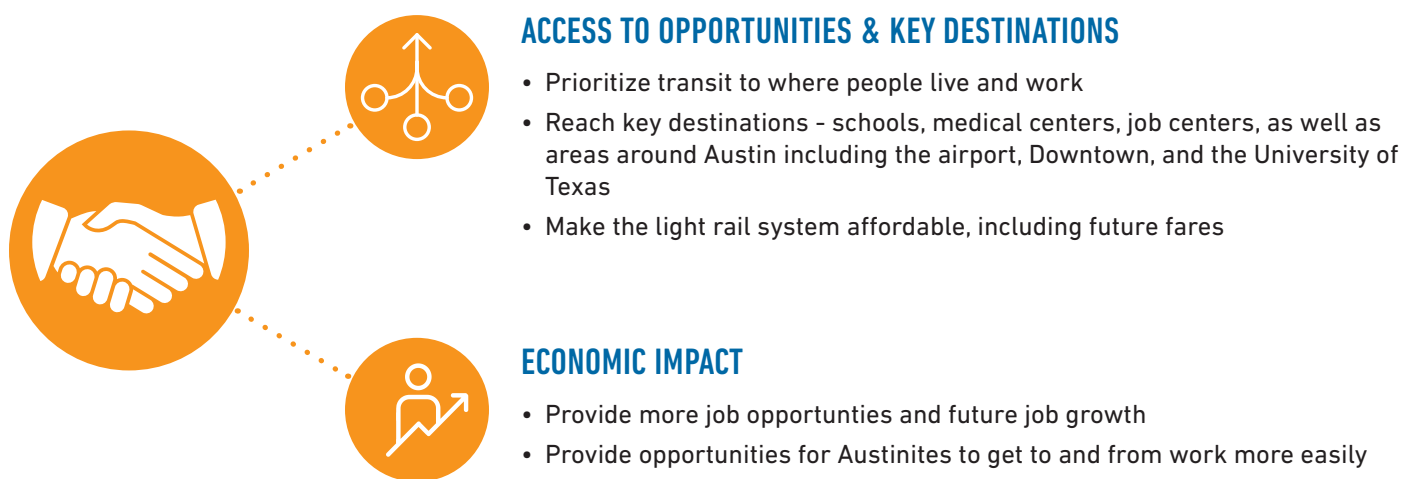 ACCESS TO OPPORTUNITIES & KEY DESTINATIONS
• Prioritize transit to where people live and work
• Reach key destinations - schools, medical centers, job centers, as well as
areas around Austin including the airport, Downtown, and the University of
Texas
• Make the light rail system affordable, including future fares
ECONOMIC IMPACT
• Provide more job opportunties and future job growth
• Provide opportunities for Austinites to get to and from work more easily